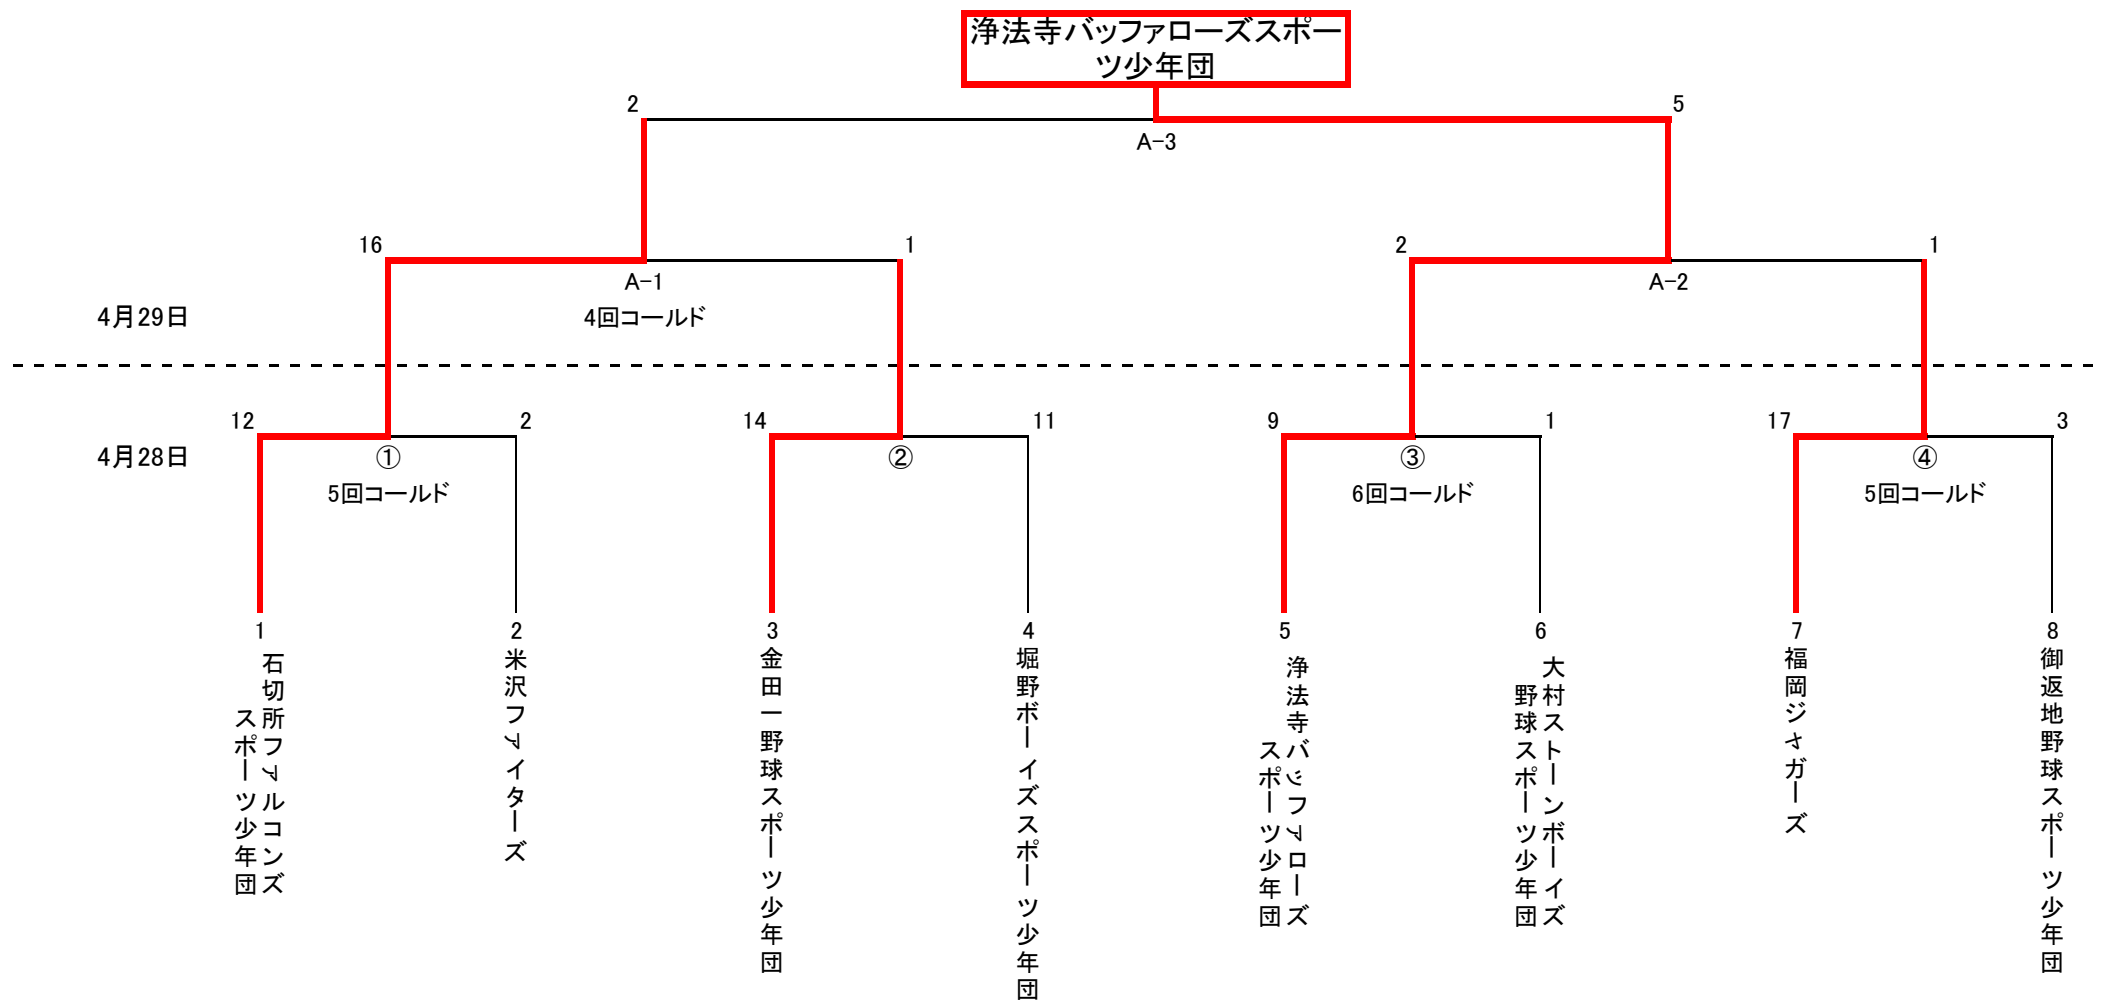 浄法寺バッファローズスポー
ツ少年団
2
5
A-3
16
1
2
1
A-1
A-2
4月29日
4回コールド
12
2
14
11
9
1
17
3
4月28日
①
②
③
④
5回コールド
6回コールド
5回コールド
1
2
3
4
5
6
7
8
石切所ファルコンズ
スポーツ少年団
米沢ファイターズ
金田一野球スポーツ少年団
堀野ボーイズスポーツ少年団
浄法寺バッファローズ
スポーツ少年団
大村ストーンボーイズ
野球スポーツ少年団
福岡ジャガーズ
御返地野球スポーツ少年団